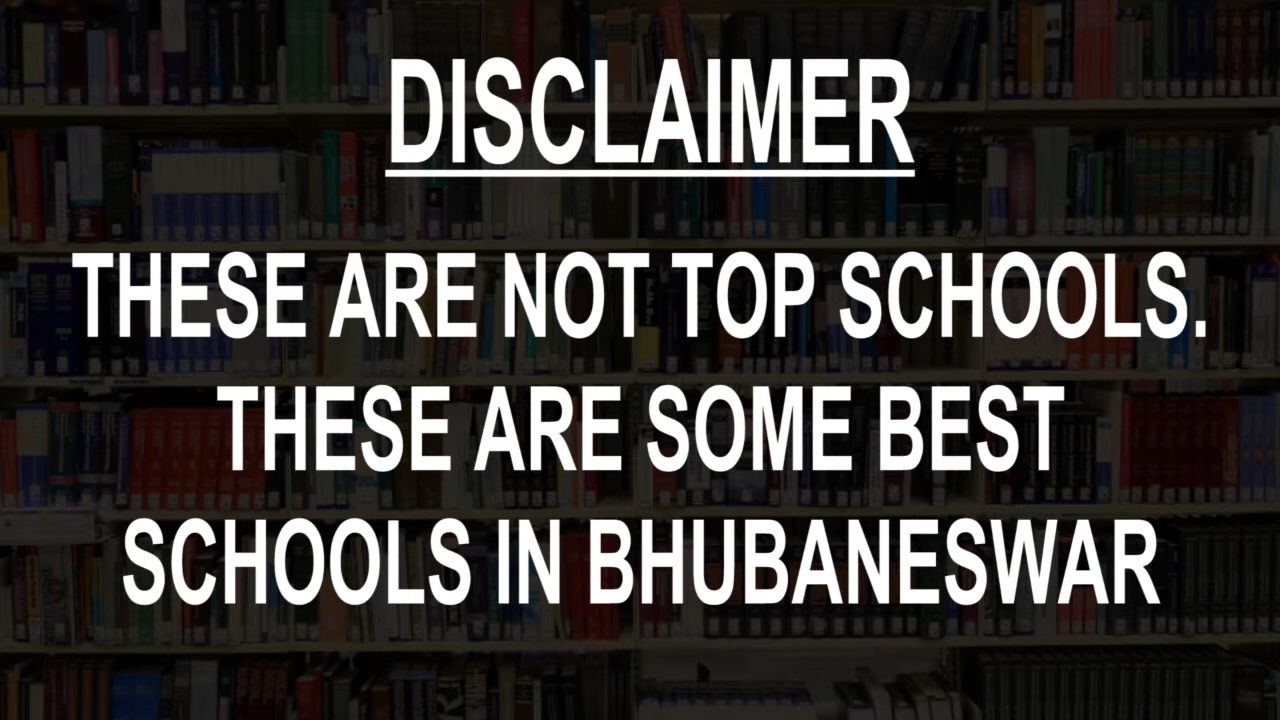 DISCLAIMER
THESE ARE NOT TOP SCHOOLS.
THESE ARE SOME BEST
SCHOOLS IN BHUBANESWAR